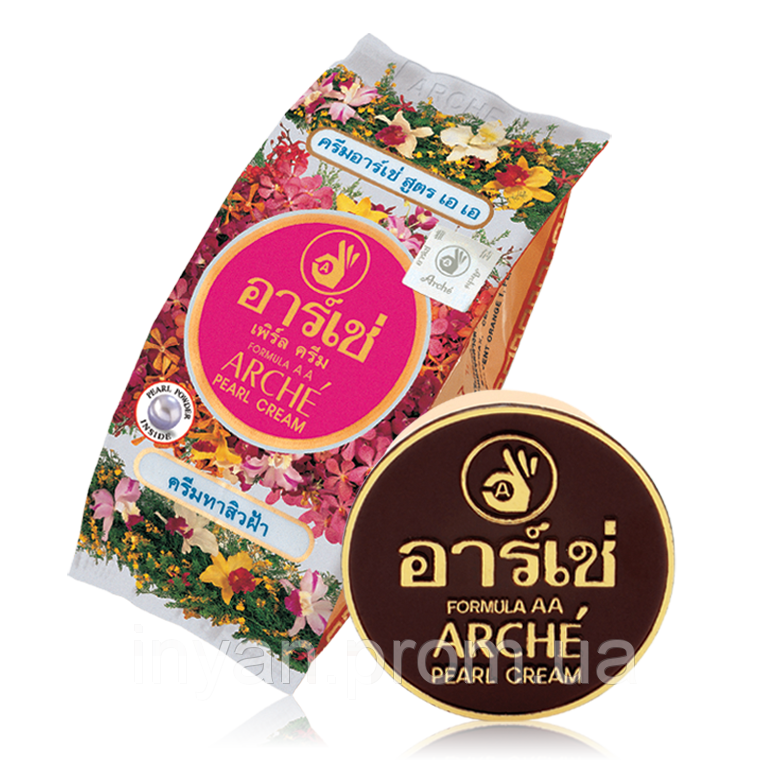 ARCHÉ
ครีมอาร์เช่ สูตร เอ เอ
A
Arché
Arché
อาร์เช่
เพิร์ล ครีม
FORMULA AA
ARCHÉ
PEARL CREAM
PEARL POWDER
INSIDE
ครีมทาสิวฝ้า
A
อาร์เช่
FORMULA AA
ARCHÉ
PEARL CREAM
inyan.prom.ua